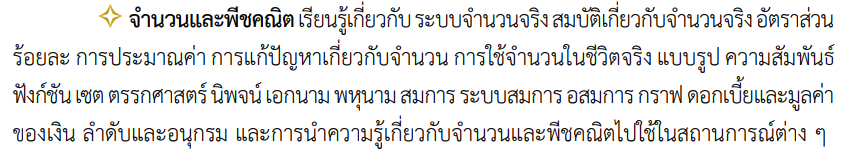 ✧ จำนวนและพีชคณิต เรียนรู้เกี่ยวกับ ระบบจำนวนจริง สมบัติเกี่ยวกับจำนวนจริง อัตราส่วน
ร้อยละ การประมาณค่า การแก้ปัญหาเกี่ยวกับจำนวน การใช้จำนวนในชีวิตจริง แบบรูป ความสัมพันธ์
ฟังก์ชัน เซต ตรรกศาสตร์ นิพจน์ เอกนาม พหุนาม สมการ ระบบสมการ อสมการ กราฟ ดอกเบี้ยและมูลค่า
ของเงิน ลำดับและอนุกรม และการนำความรู้เกี่ยวกับจำนวนและพีชคณิตไปใช้ในสถานการณ์ต่าง ๆ